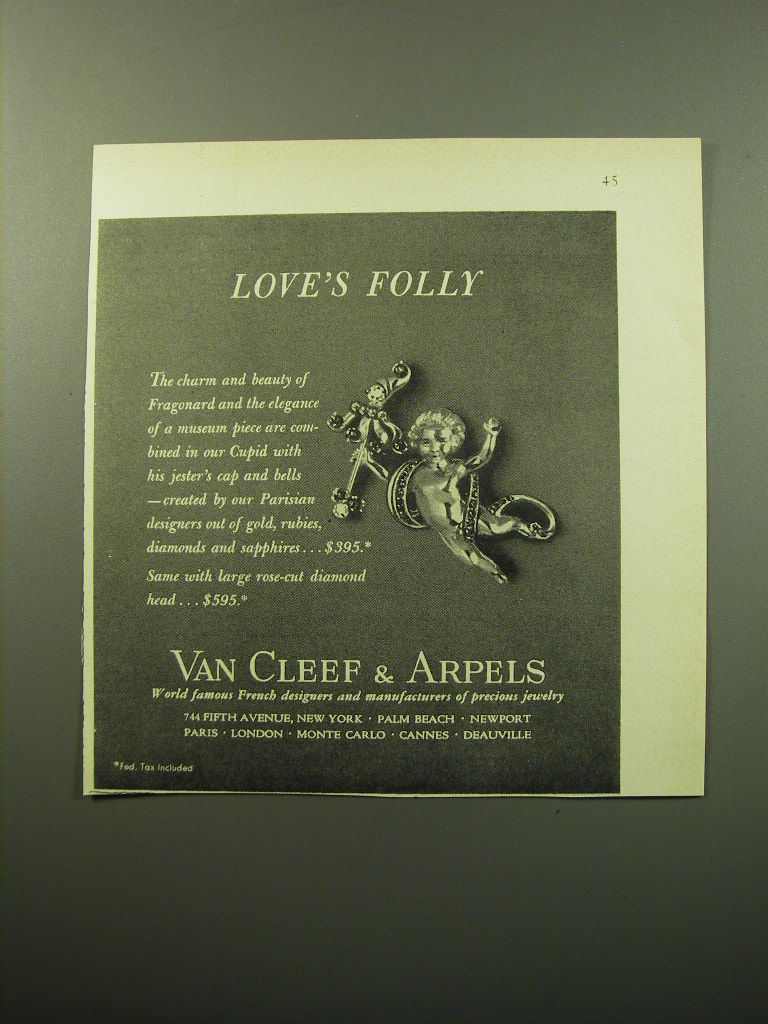 45
LOVE'S FOLLY
The charm and beauty of
Fragonard and the elegance
of a museum piece are com-
bined in our Cupid with
his jester's cap and bells
—created by our Parisian
designers out of gold, rubies,
diamonds and sapphires...$395.*
Same with large rose-cut diamond
head...$595.*
VAN CLEEF & ARPELS
World famous French designers and manufacturers of precious jewelry
744 FIFTH AVENUE, NEW YORK · PALM BEACH · NEWPORT
PARIS · LONDON · MONTE CARLO · CANNES · DEAUVILLE
*Fed. Tax Included